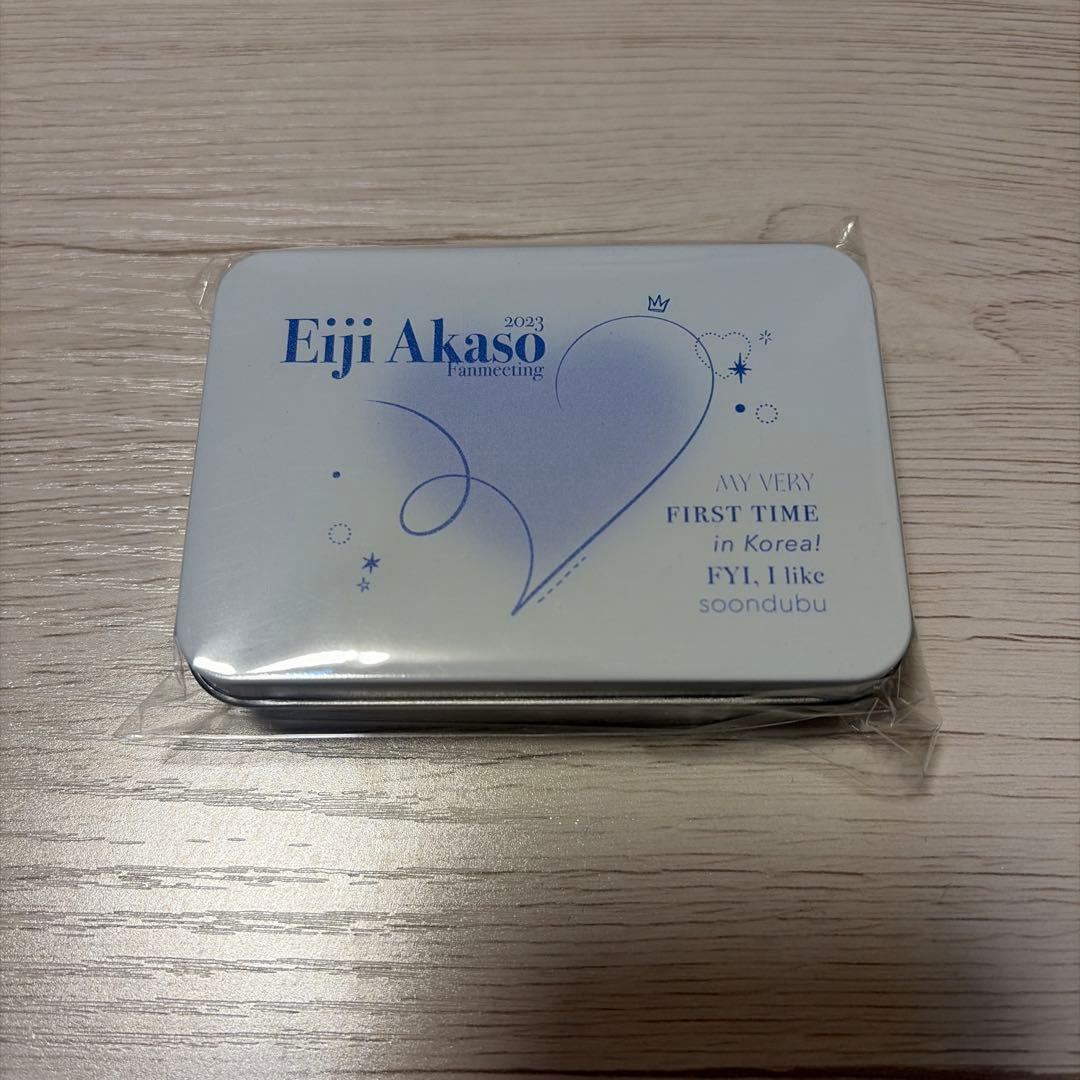 2023
Eiji Akaso
Fanmeeting
MY VERY
FIRST TIME
in Korea!
FYI, I like
soondubu